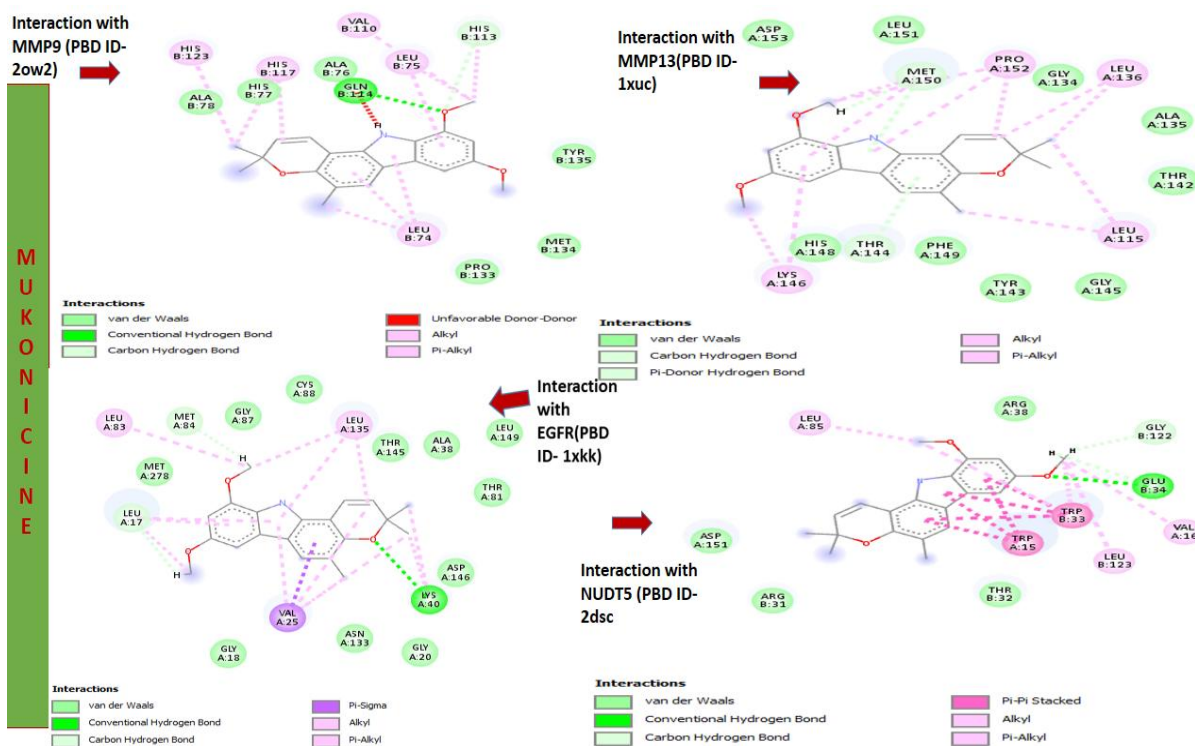 MUKONICINE
Interaction with
MMP9 (PBD ID-
2ow2)
VAL
B:110
HIS
B:113
HIS
B:123
HIS
B:117
ALA
B:76
LEU
B:75
ALA
B:78
HIS
B:77
GLN
B:114
H
N
O
O
O
TYR
B:135
LEU
B:74
MET
B:134
PRO
B:133
Interactions
van der Waals
Conventional Hydrogen Bond
Carbon Hydrogen Bond
Unfavorable Donor-Donor
Alkyl
Pi-Alkyl
Interaction with
MMP13(PBD ID-
1xuc)
ASP
A:153
LEU
A:151
MET
A:150
PRO
A:152
GLY
A:134
LEU
A:136
H
O
N
O
O
ALA
A:135
THR
A:142
LEU
A:115
HIS
A:148
THR
A:144
PHE
A:149
LYS
A:146
TYR
A:143
GLY
A:145
Interactions
van der Waals
Carbon Hydrogen Bond
Pi-Donor Hydrogen Bond
Alkyl
Pi-Alkyl
Interaction
with
EGFR(PBD
ID- 1xkk)
CYS
A:88
LEU
A:83
MET
A:84
GLY
A:87
LEU
A:135
THR
A:145
ALA
A:38
LEU
A:149
MET
A:278
THR
A:81
LEU
A:17
H
O
N
O
O
H
ASP
A:146
LYS
A:40
VAL
A:25
ASN
A:133
GLY
A:20
GLY
A:18
Interactions
van der Waals
Conventional Hydrogen Bond
Carbon Hydrogen Bond
Pi-Sigma
Alkyl
Pi-Alkyl
Interaction with
NUDT5 (PBD ID-
2dsc
LEU
A:85
ARG
A:38
GLY
B:122
H
H
O
O
N
O
GLU
B:34
TRP
B:33
VAL
A:16
TRP
A:15
LEU
B:123
ASP
A:151
ARG
B:31
THR
B:32
Interactions
van der Waals
Conventional Hydrogen Bond
Carbon Hydrogen Bond
Pi-Pi Stacked
Alkyl
Pi-Alkyl